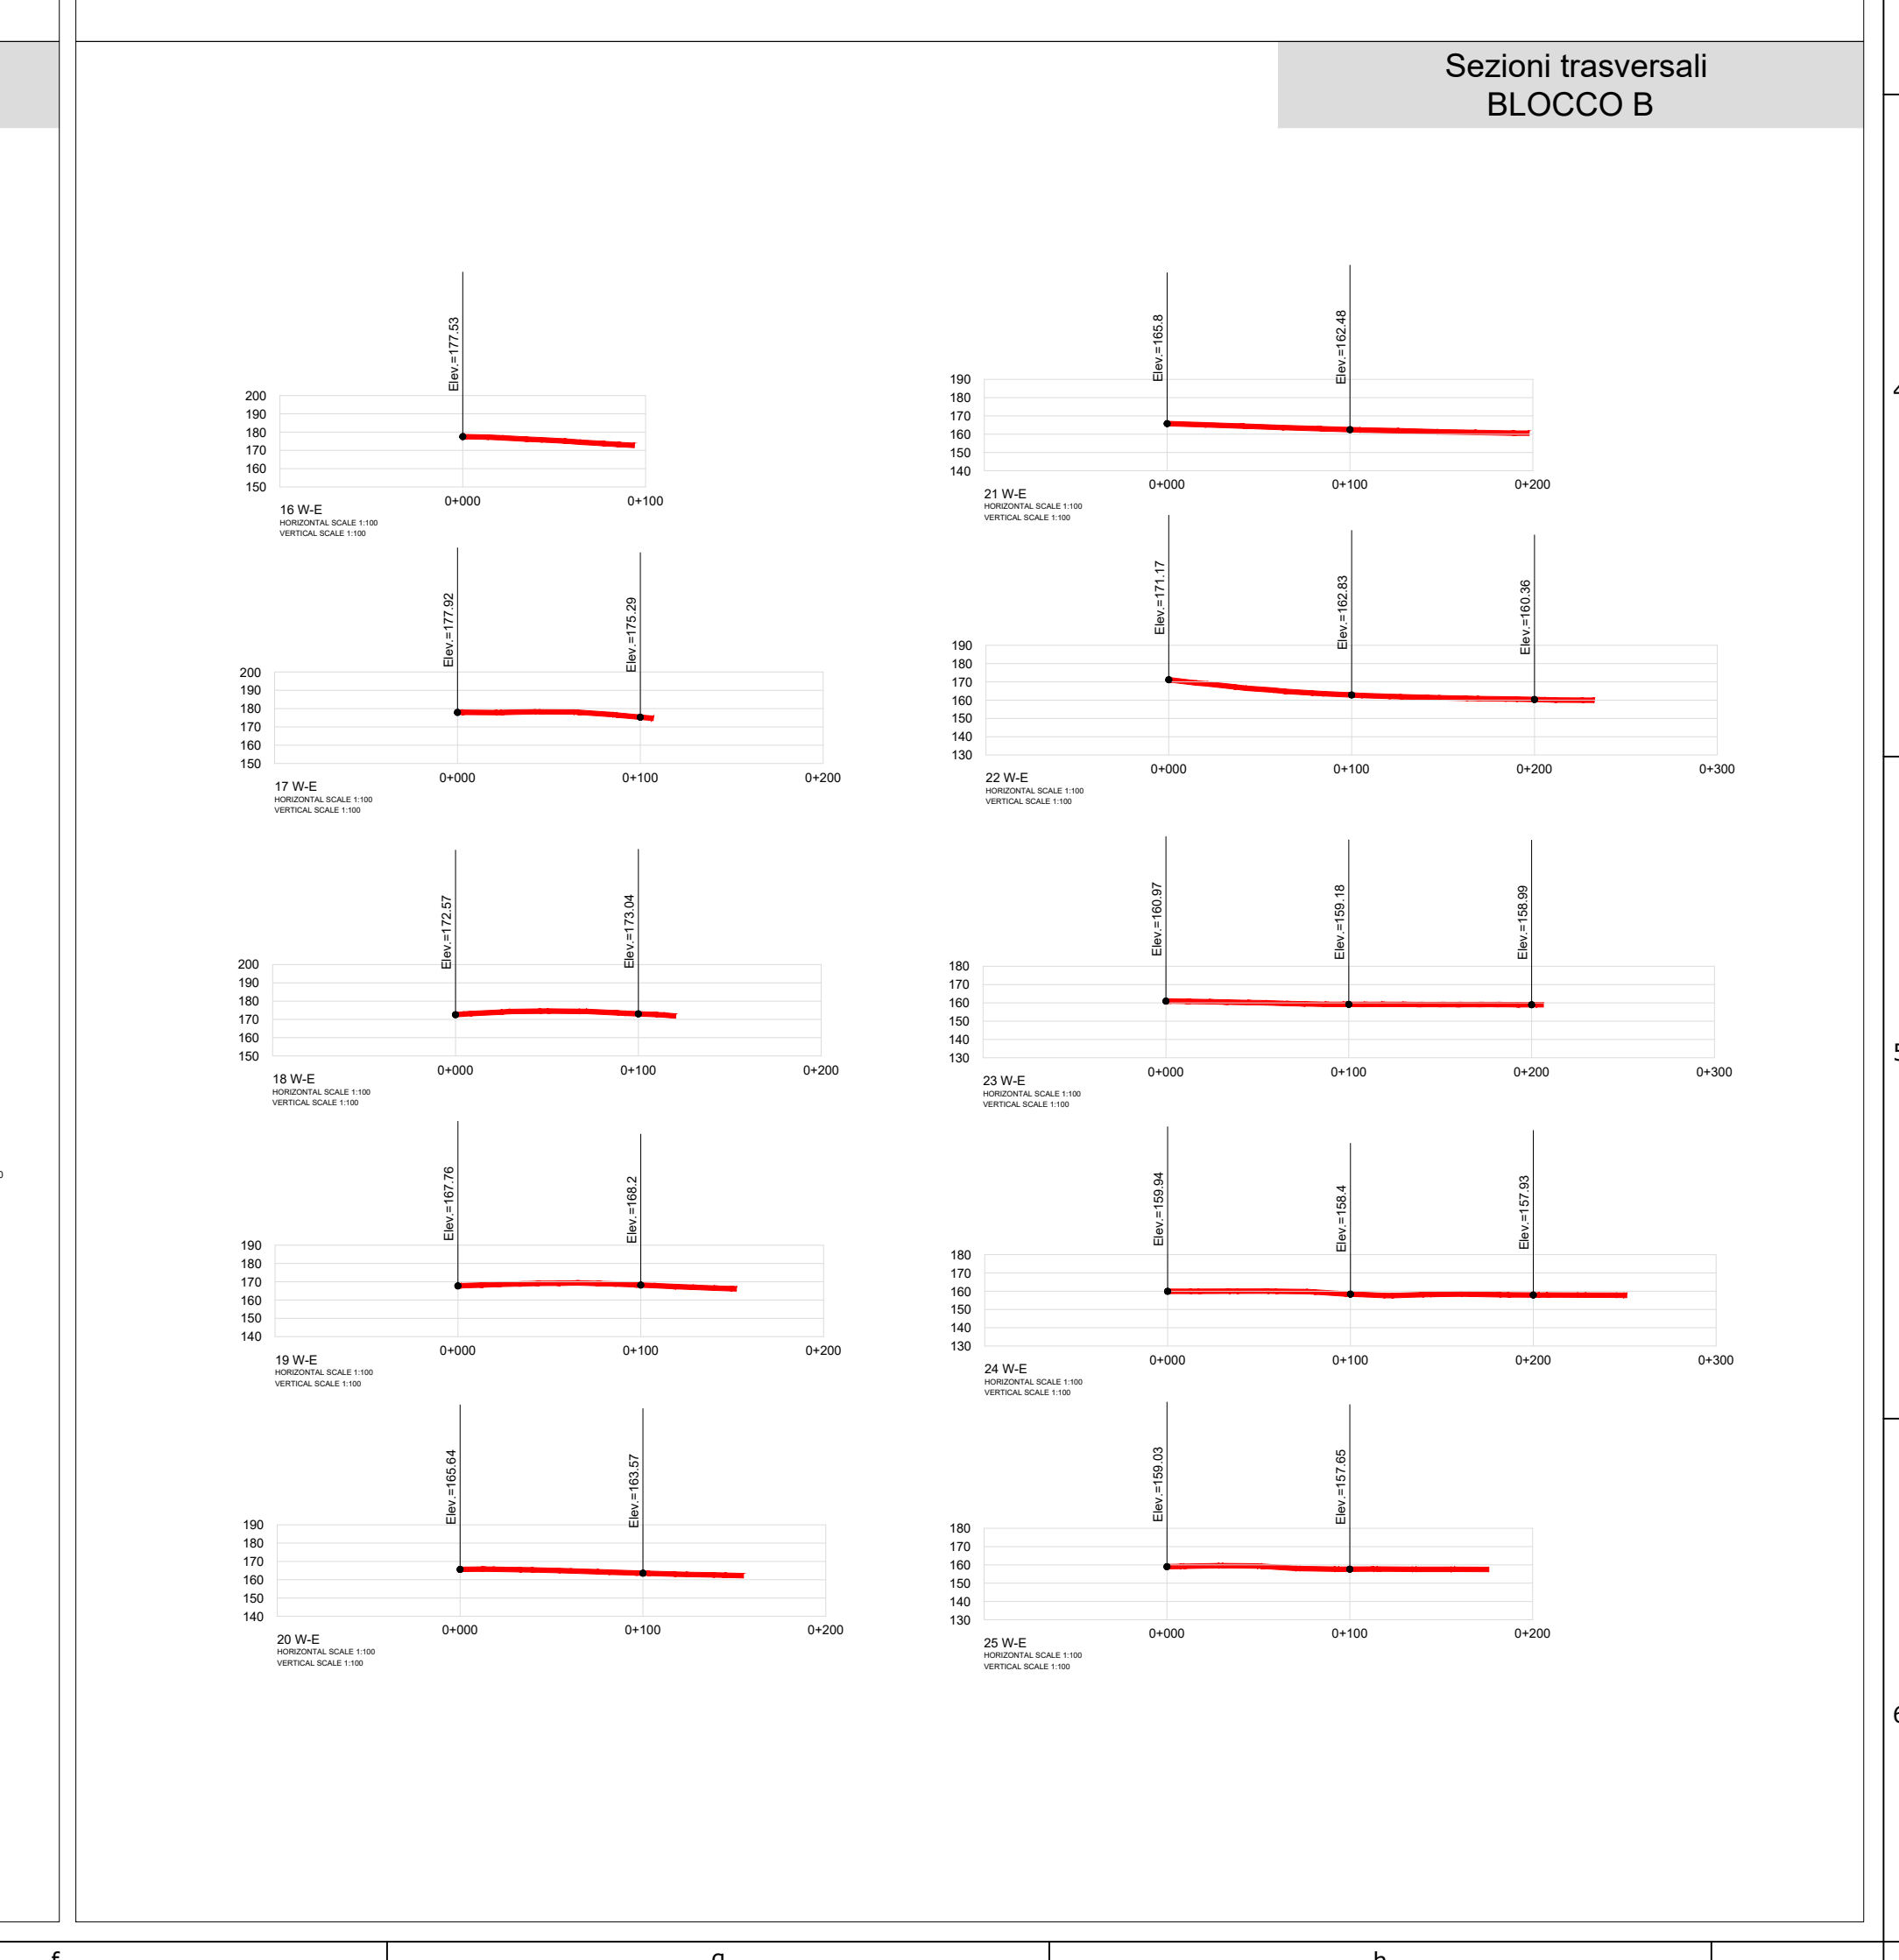 Sezioni trasversali
BLOCCO B
Elev.=177.53
200
190
180
170
160
150
0+000
0+100
16 W-E
HORIZONTAL SCALE 1:100
VERTICAL SCALE 1:100
Elev.=177.92
Elev.=175.29
200
190
180
170
160
150
0+000
0+100
0+200
17 W-E
HORIZONTAL SCALE 1:100
VERTICAL SCALE 1:100
Elev.=172.57
Elev.=173.04
200
190
180
170
160
150
0+000
0+100
0+200
18 W-E
HORIZONTAL SCALE 1:100
VERTICAL SCALE 1:100
Elev.=167.76
Elev.=168.2
190
180
170
160
150
140
0+000
0+100
0+200
19 W-E
HORIZONTAL SCALE 1:100
VERTICAL SCALE 1:100
Elev.=165.64
Elev.=163.57
190
180
170
160
150
140
0+000
0+100
0+200
20 W-E
HORIZONTAL SCALE 1:100
VERTICAL SCALE 1:100
Elev.=165.8
Elev.=162.48
190
180
170
160
150
140
0+000
0+100
0+200
21 W-E
HORIZONTAL SCALE 1:100
VERTICAL SCALE 1:100
Elev.=171.17
Elev.=162.83
Elev.=160.36
190
180
170
160
150
140
130
0+000
0+100
0+200
0+300
22 W-E
HORIZONTAL SCALE 1:100
VERTICAL SCALE 1:100
Elev.=160.97
Elev.=159.18
Elev.=158.99
180
170
160
150
140
130
0+000
0+100
0+200
0+300
23 W-E
HORIZONTAL SCALE 1:100
VERTICAL SCALE 1:100
Elev.=159.94
Elev.=158.4
Elev.=157.93
180
170
160
150
140
130
0+000
0+100
0+200
0+300
24 W-E
HORIZONTAL SCALE 1:100
VERTICAL SCALE 1:100
Elev.=159.03
Elev.=157.65
180
170
160
150
140
130
0+000
0+100
0+200
25 W-E
HORIZONTAL SCALE 1:100
VERTICAL SCALE 1:100